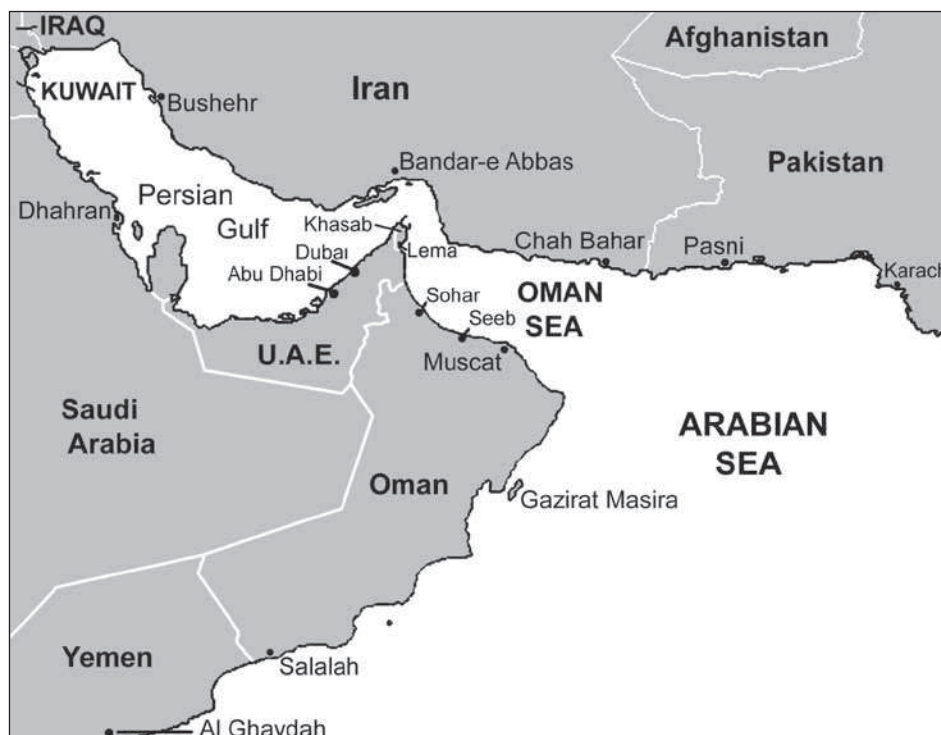 IRAQ
Afghanistan
KUWAIT
Bushehr
Iran
Bandar-e Abbas
Pakistan
Persian
Gulf
Dhahran
Khasab
Lema
Dubai
Abu Dhabi
Chah Bahar
Pasni
Karach
Sohar
Seeb
Muscat
OMAN
SEA
U.A.E.
Saudi
Arabia
ARABIAN
SEA
Oman
Gazirat Masira
Yemen
Salalah
Al Ghaydah